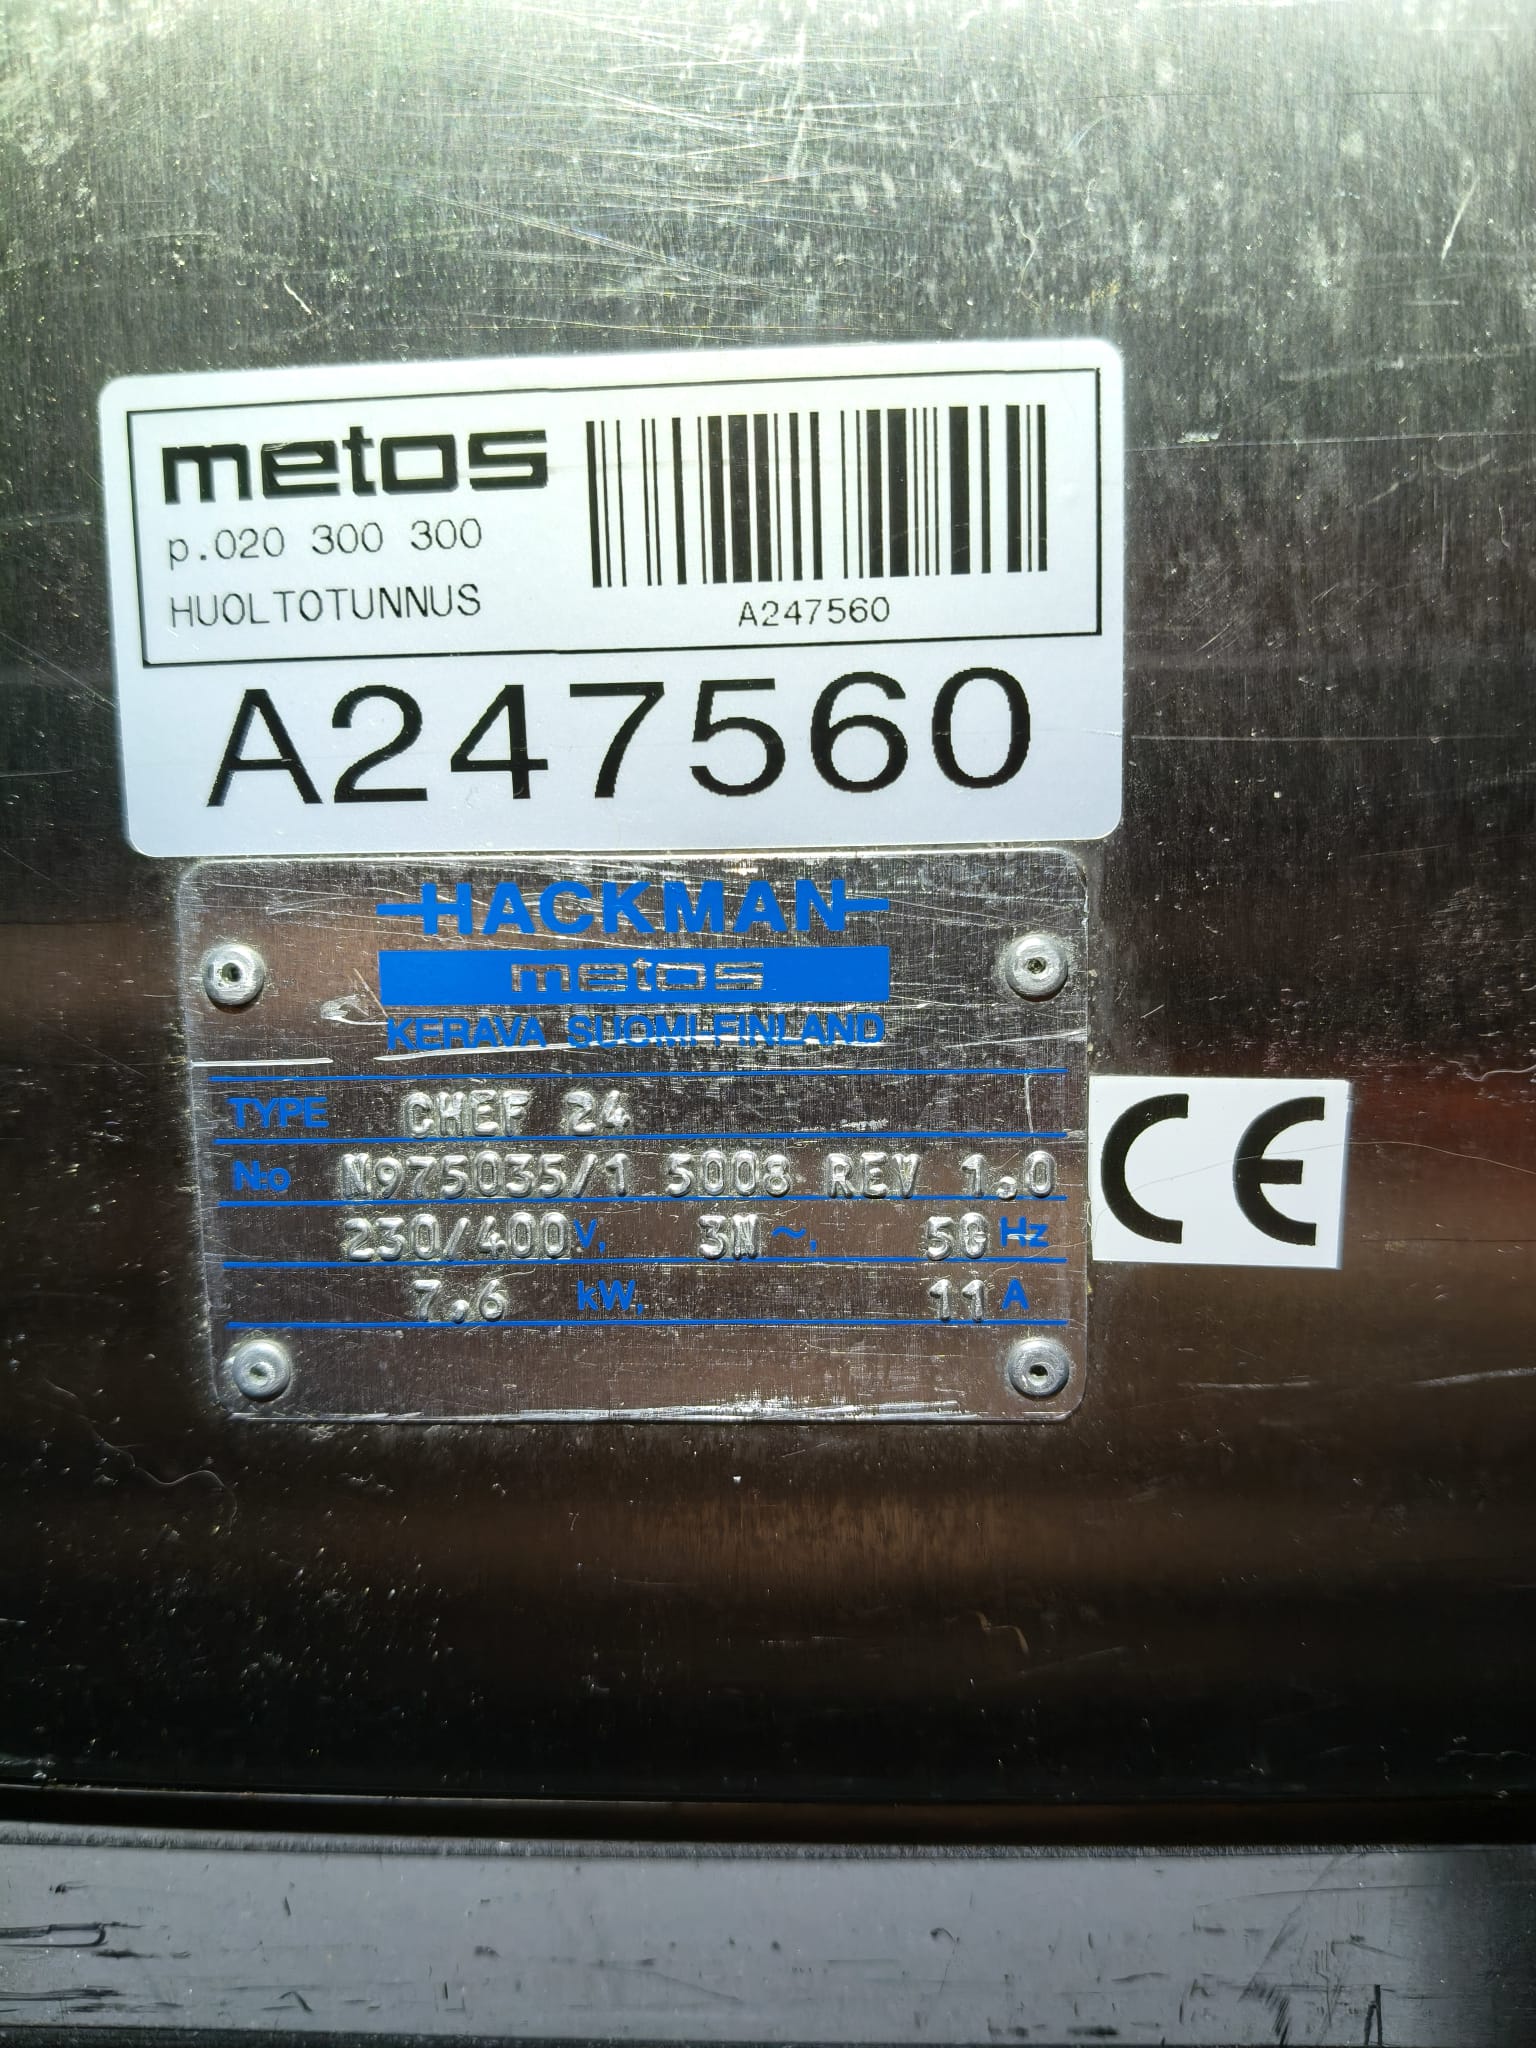 metos
p.020 300 300
HUOLTOTUNNUS
A247560
A247560
HACKMAN
metos
KERAVA SUOMI-FINLAND
TYPE CHEF 24
N:o N975035/1 5008 REV 1.0
230/400 V, 3N ~, 50 Hz
7,6 kW, 11 A
CE